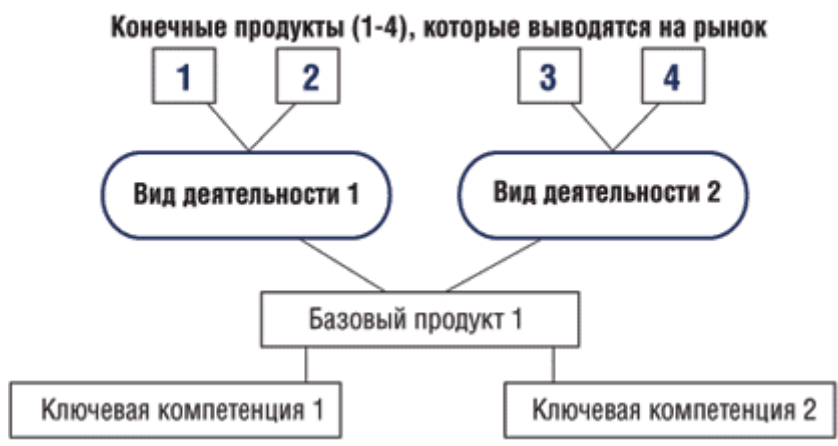 Конечные продукты (1-4), которые выводятся на рынок
1 2 3 4
Вид деятельности 1 Вид деятельности 2
Базовый продукт 1
Ключевая компетенция 1 Ключевая компетенция 2